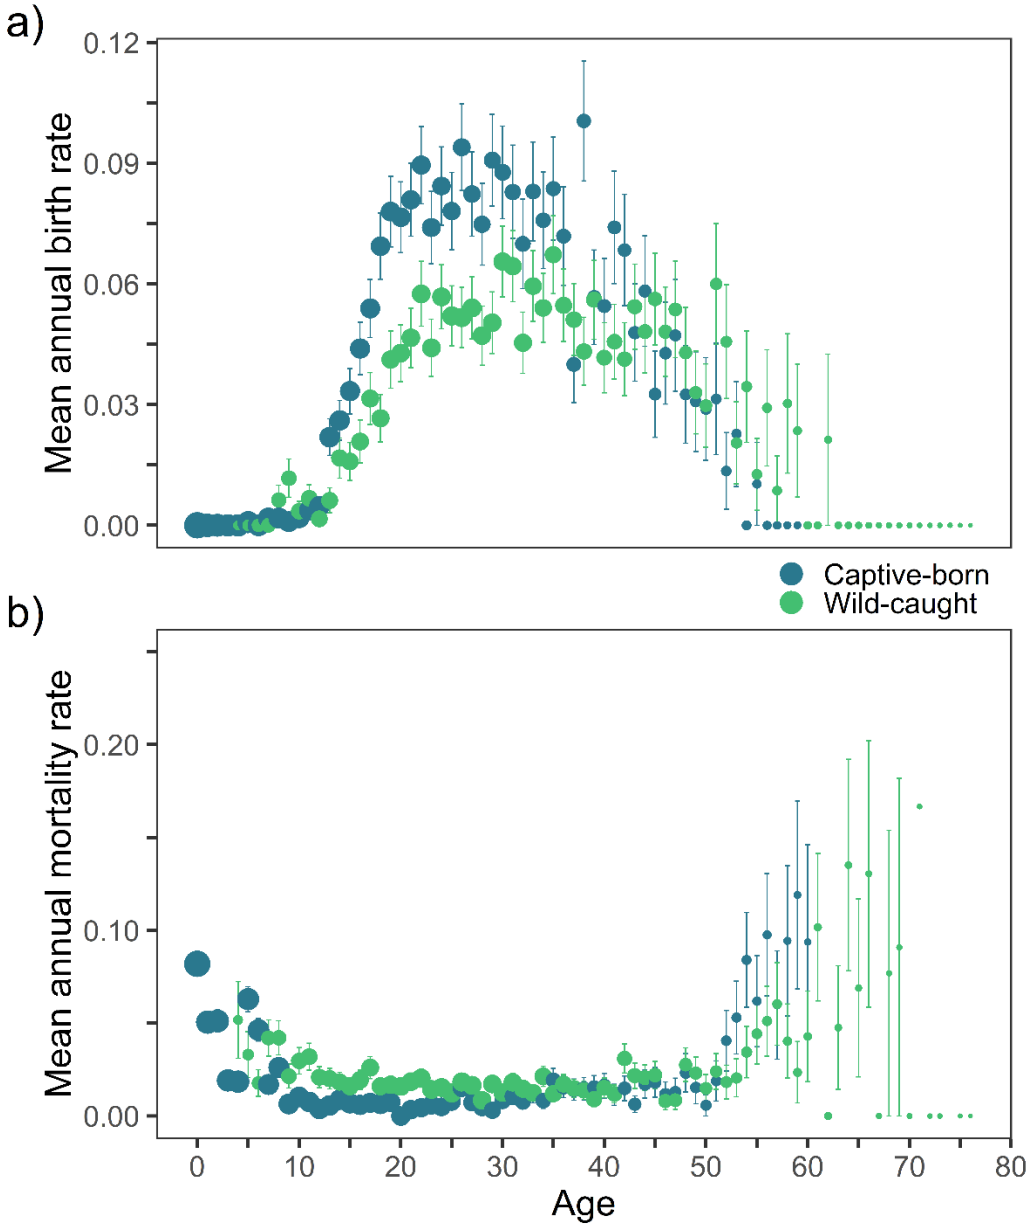 a)
0.12
0.09
0.06
0.03
0.00
Mean annual birth rate
Captive-born
Wild-caught
b)
0.20
0.10
0.00
Mean annual mortality rate
0 10 20 30 40 50 60 70 80
Age